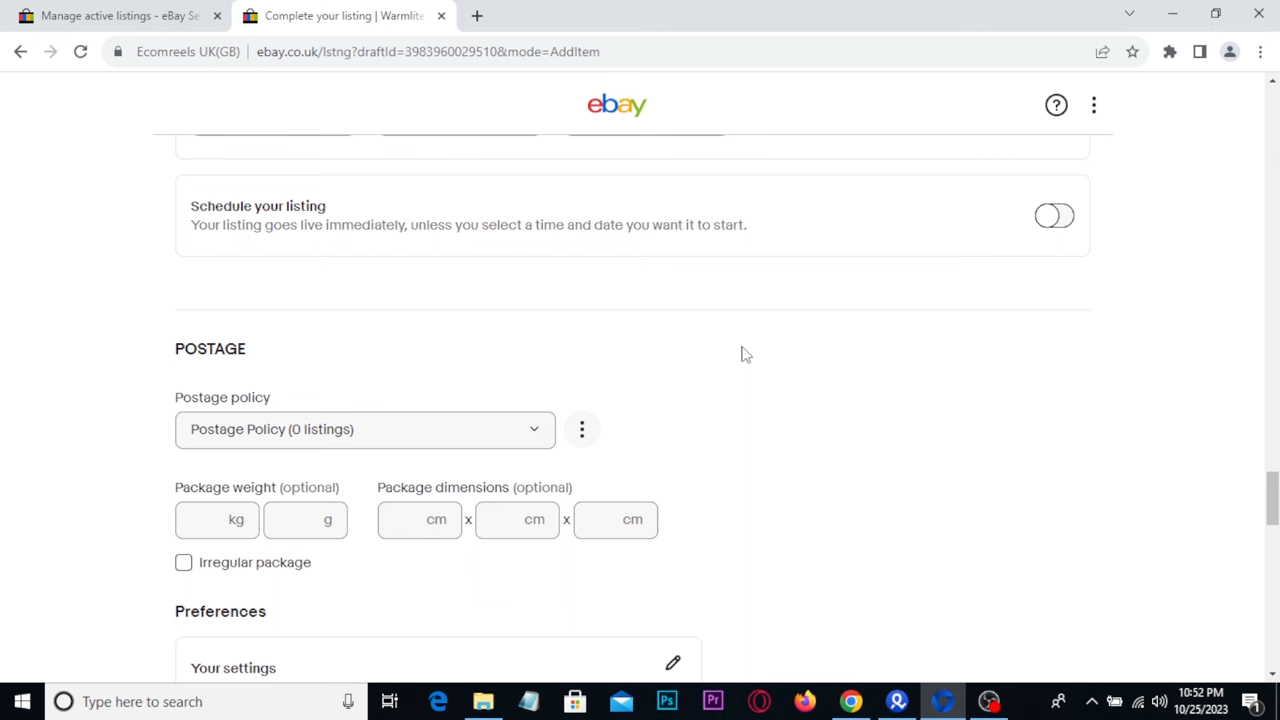 Manage active listings - eBay Se
Complete your listing | Warmlite
Ecomreels UK(GB)
ebay.co.uk/lstng?draftId=3983960029510&mode=AddItem
ebay
Schedule your listing
Your listing goes live immediately, unless you select a time and date you want it to start.
POSTAGE
Postage policy
Postage Policy (0 listings)
Package weight (optional) Package dimensions (optional)
kg g cm x cm x cm
Irregular package
Preferences
Your settings
Type here to search
Ps
Pr
10:52 PM
10/25/2023
1